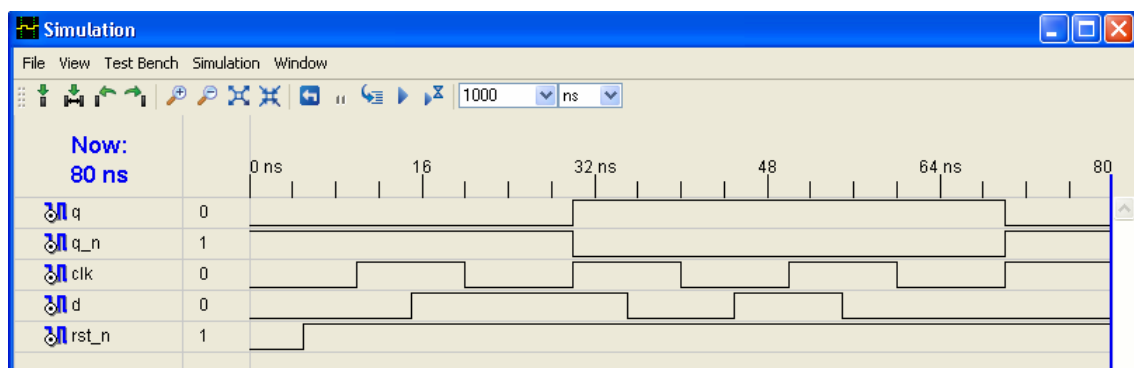 Simulation
File View Test Bench Simulation Window
1000 ns
Now:
80 ns
0 ns 16 32 ns 48 64 ns 80
q 0
q_n 1
clk 0
d 0
rst_n 1